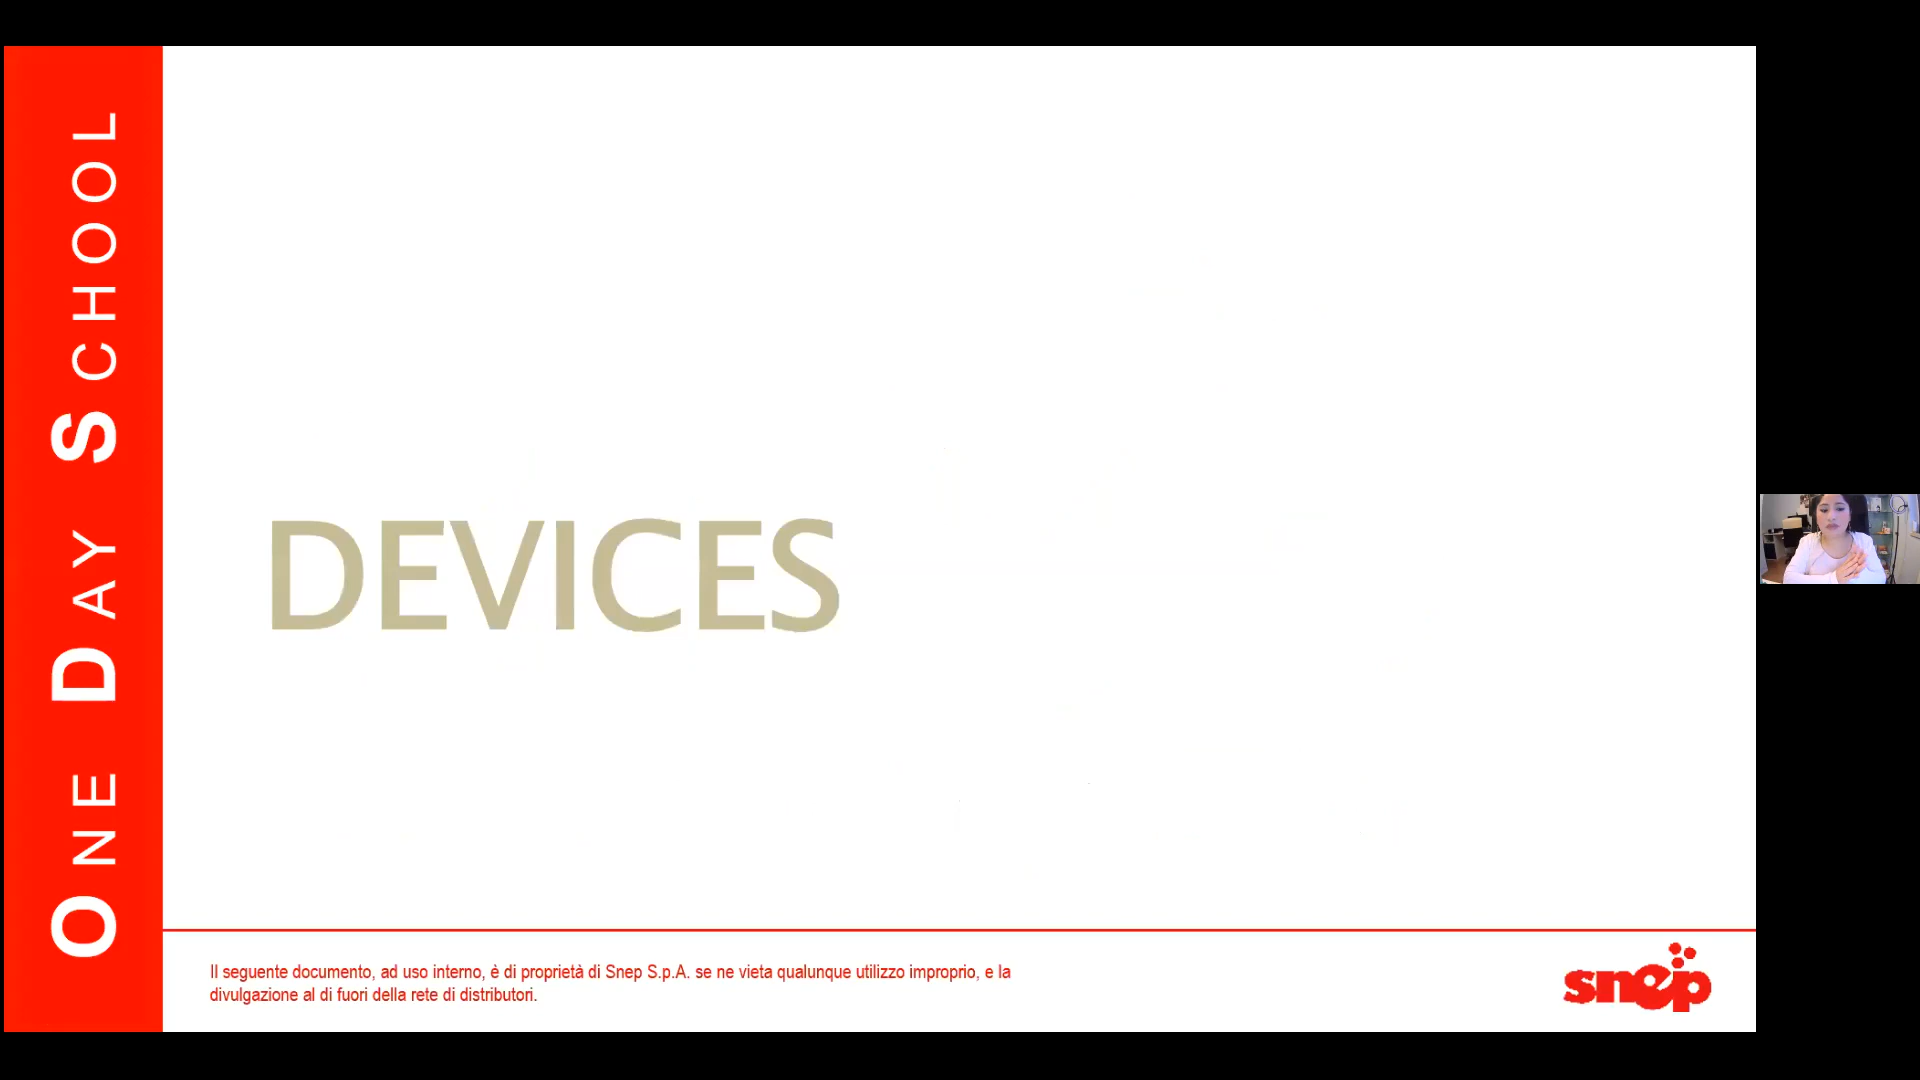 ONE DAY SCHOOL
DEVICES
Il seguente documento, ad uso interno, è di proprietà di Snep S.p.A. se ne vieta qualunque utilizzo improprio, e la
divulgazione al di fuori della rete di distributori.
snep